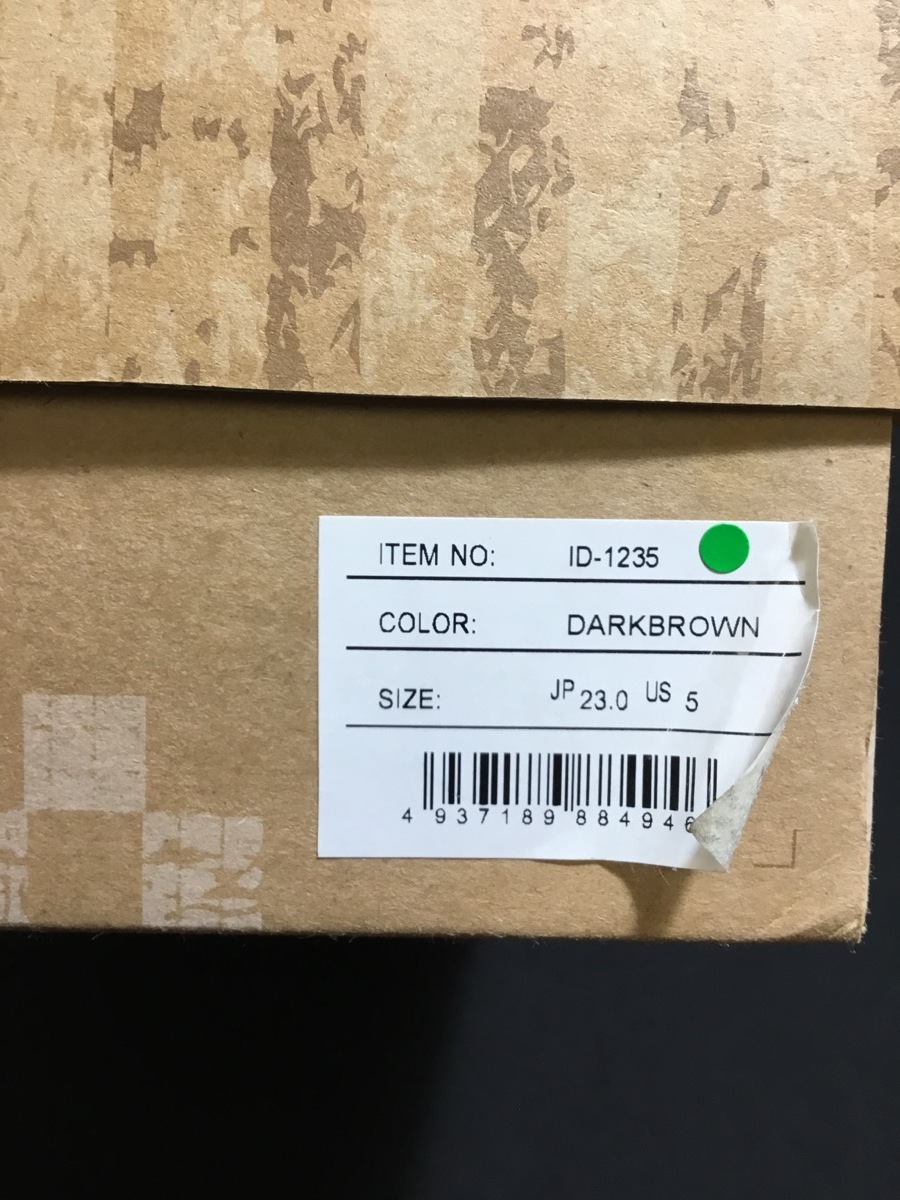 ITEM NO: ID-1235
COLOR: DARKBROWN
SIZE: JP 23.0 US 5
4 937189 884946